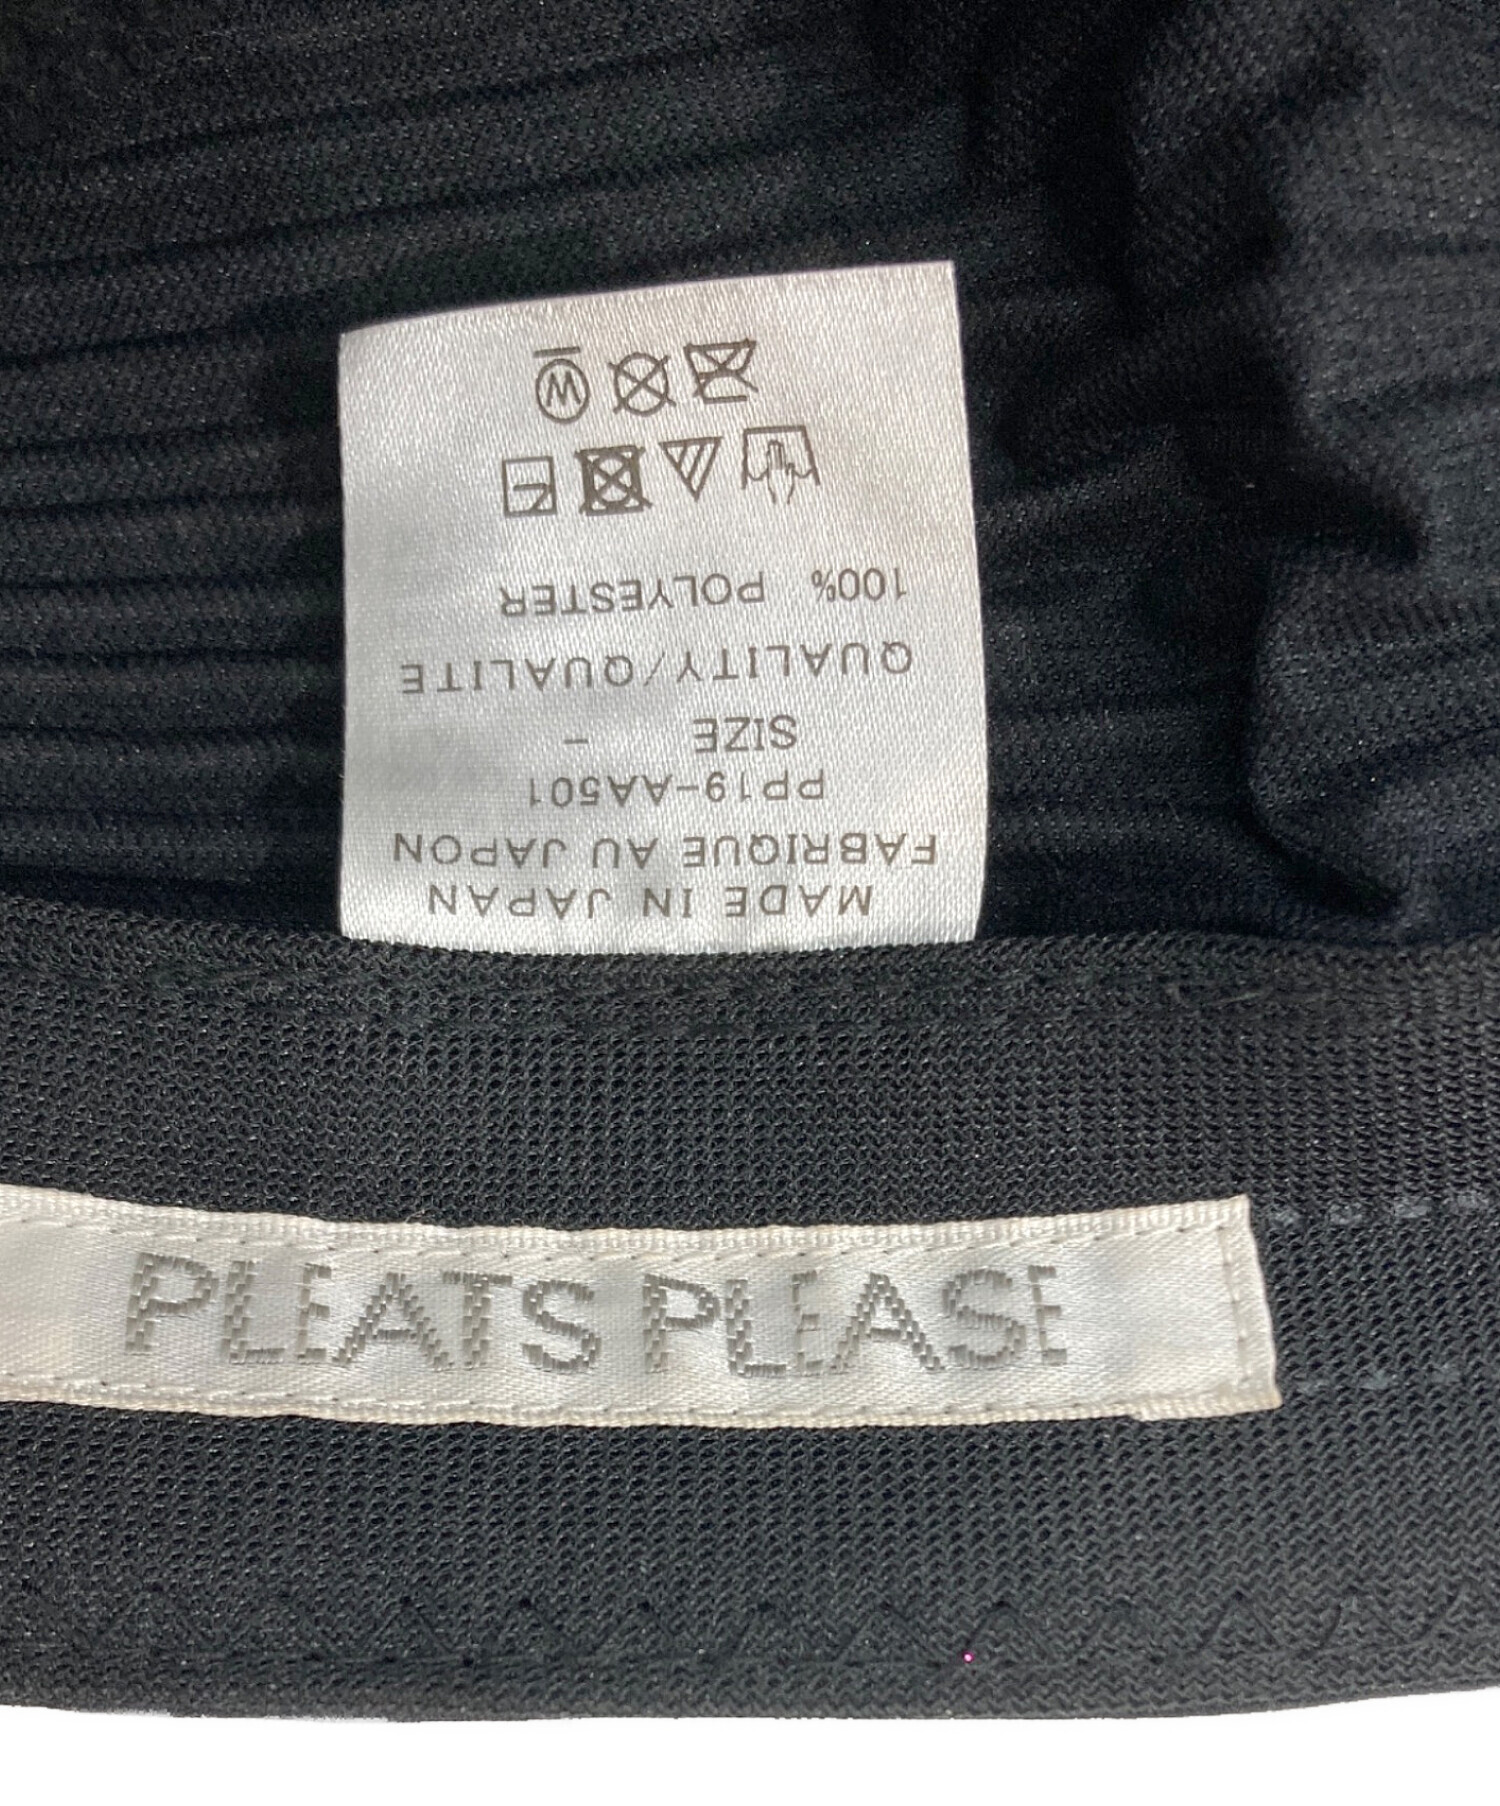 MADE IN JAPAN
FABRIQUE AU JAPON
PP19-AA501
SIZE -
QUALITY/QUALITE
100% POLYESTER
W
PLEATS PLEASE